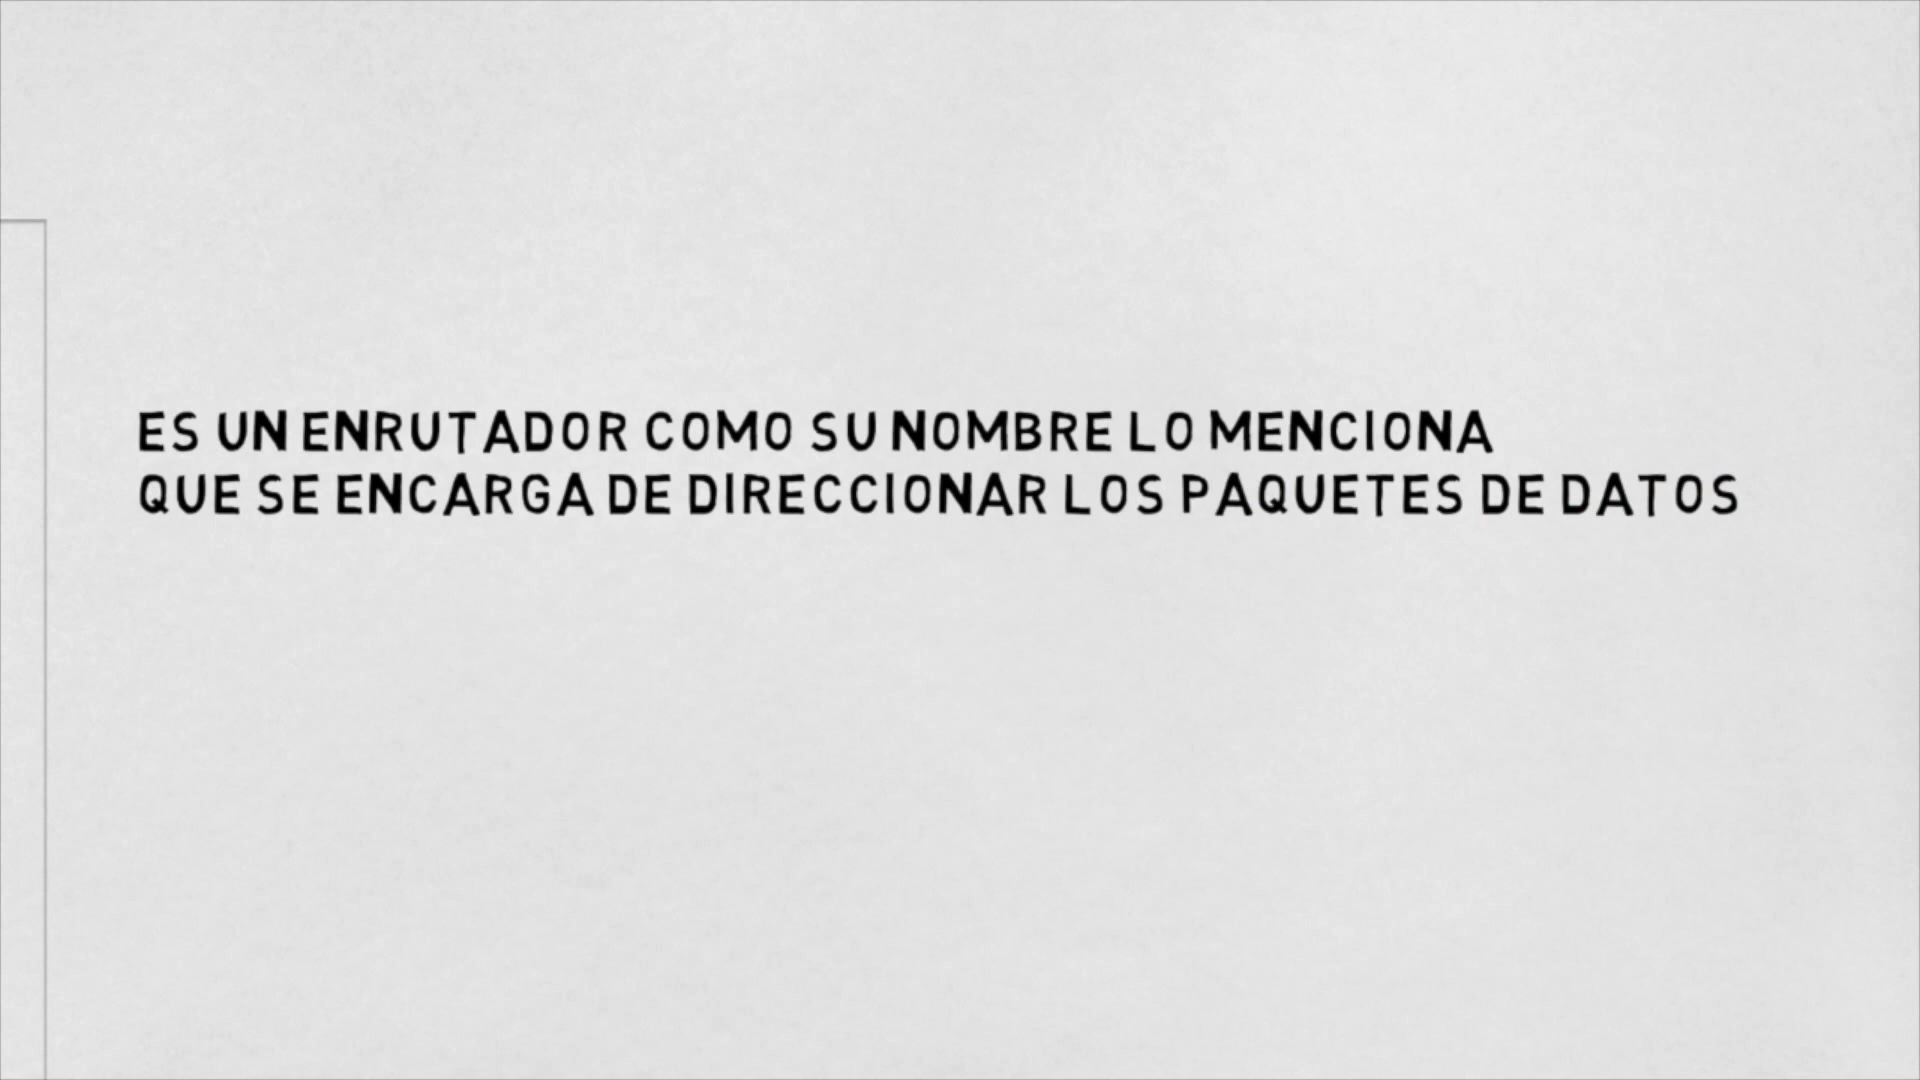 ES UN ENRUTADOR COMO SU NOMBRE LO MENCIONA
QUE SE ENCARGA DE DIRECCIONAR LOS PAQUETES DE DATOS